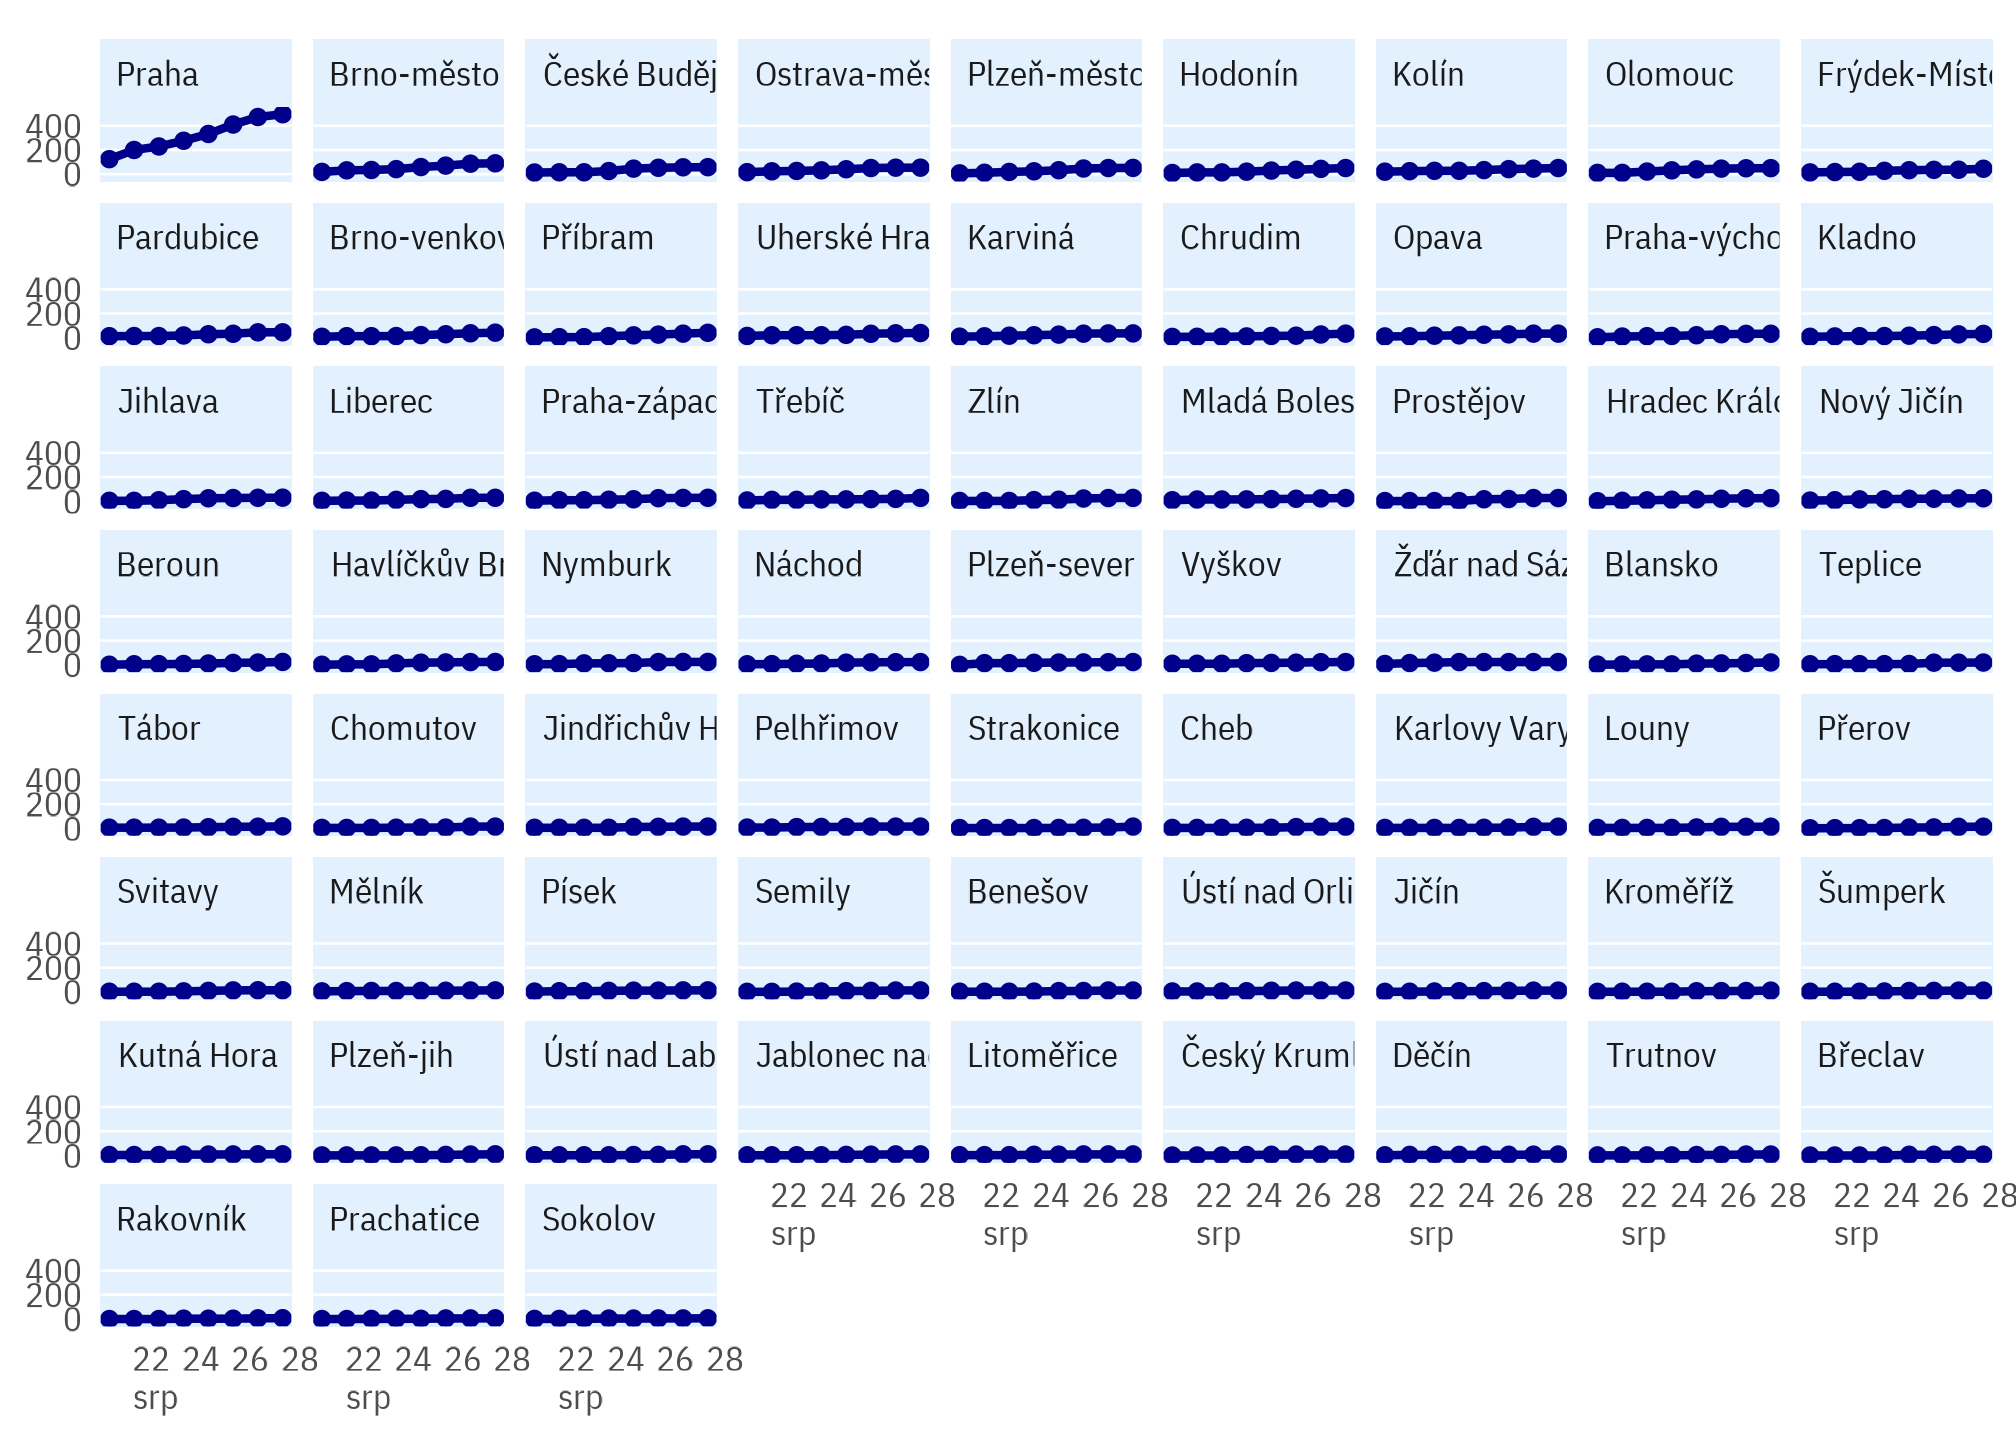 Praha Brno-město České Buděj Ostrava-měs Plzeň-městc Hodonín Kolín Olomouc Frýdek-Míste
400
200
0
Pardubice Brno-venkov Příbram Uherské Hra Karviná Chrudim Opava Praha-výcho Kladno
400
200
0
Jihlava Liberec Praha-západ Třebíč Zlín Mladá Boles Prostějov Hradec Králo Nový Jičín
400
200
0
Beroun Havlíčkův Br Nymburk Náchod Plzeň-sever Vyškov Žďár nad Sáz Blansko Teplice
400
200
0
Tábor Chomutov Jindřichův H Pelhřimov Strakonice Cheb Karlovy Vary Louny Přerov
400
200
0
Svitavy Mělník Písek Semily Benešov Ústí nad Orli Jičín Kroměříž Šumperk
400
200
0
Kutná Hora Plzeň-jih Ústí nad Lab Jablonec nad Litoměřice Český Kruml Děčín Trutnov Břeclav
400
200
0
22 24 26 28 22 24 26 28 22 24 26 28 22 24 26 28 22 24 26 28 22 24 26 28
srp srp srp srp srp srp
Rakovník Prachatice Sokolov
400
200
0
22 24 26 28 22 24 26 28 22 24 26 28
srp srp srp